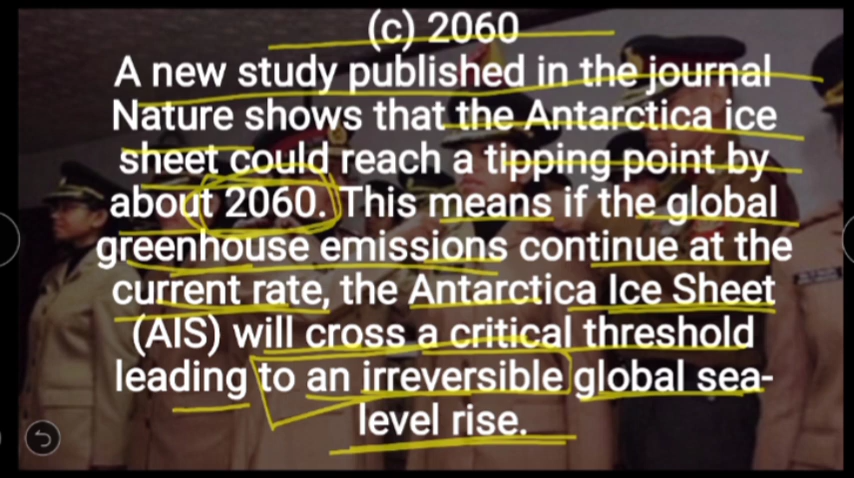 (c) 2060
A new study published in the journal
Nature shows that the Antarctica ice
sheet could reach a tipping point by
about 2060. This means if the global
greenhouse emissions continue at the
current rate, the Antarctica Ice Sheet
(AIS) will cross a critical threshold
leading to an irreversible global sea-
level rise.